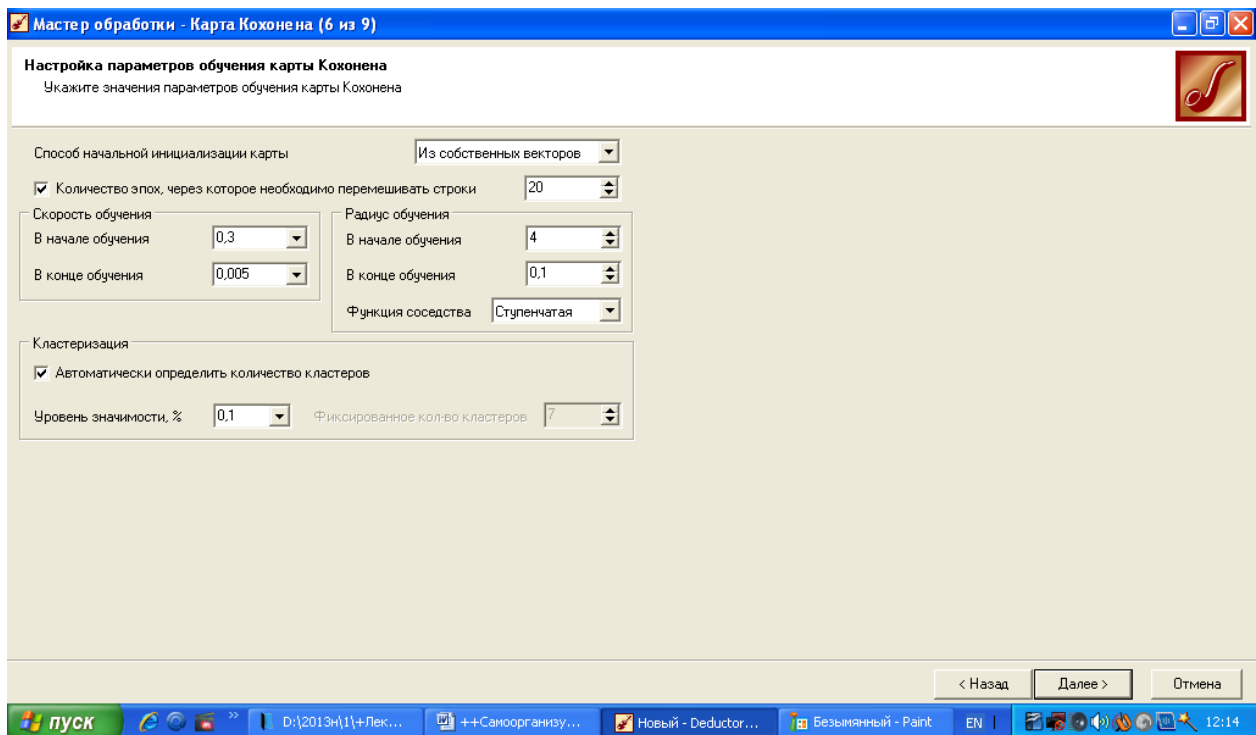 Мастер обработки - Карта Кохонена (6 из 9)
Настройка параметров обучения карты Кохонена
Укажите значения параметров обучения карты Кохонена
Способ начальной инициализации карты Из собственных векторов
Количество эпох, через которое необходимо перемешивать строки 20
Скорость обучения
В начале обучения 0,3
В конце обучения 0,005
Радиус обучения
В начале обучения 4
В конце обучения 0,1
Функция соседства Ступенчатая
Кластеризация
Автоматически определить количество кластеров
Уровень значимости, % 0,1 Фиксированное кол-во кластеров 7
< Назад Далее > Отмена
пуск » D:\2013н\1\+Лек... ++Самоорганизу... Новый - Deductor... Безымянный - Paint EN 12:14